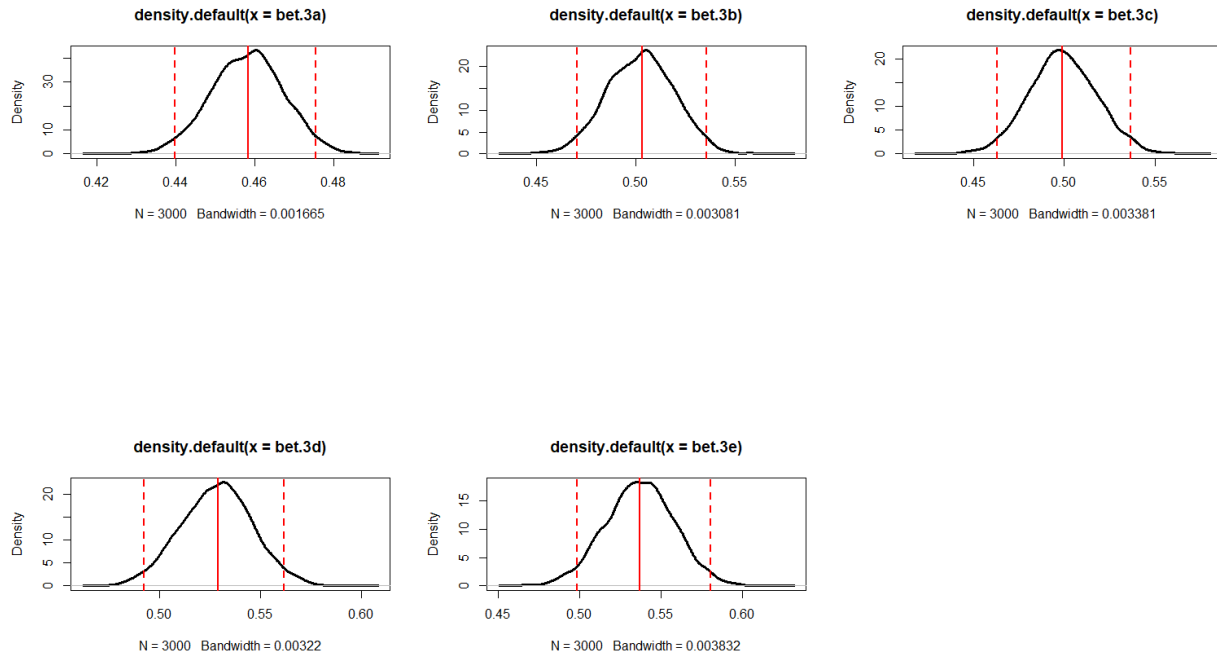 density.default(x = bet.3a)
Density
0 10 30
0.42 0.44 0.46 0.48
N = 3000 Bandwidth = 0.001665
density.default(x = bet.3b)
Density
0 5 10 20
0.45 0.50 0.55
N = 3000 Bandwidth = 0.003081
density.default(x = bet.3c)
Density
0 5 10 20
0.45 0.50 0.55
N = 3000 Bandwidth = 0.003381
density.default(x = bet.3d)
Density
0 5 10 20
0.50 0.55 0.60
N = 3000 Bandwidth = 0.00322
density.default(x = bet.3e)
Density
0 5 15
0.45 0.50 0.55 0.60
N = 3000 Bandwidth = 0.003832